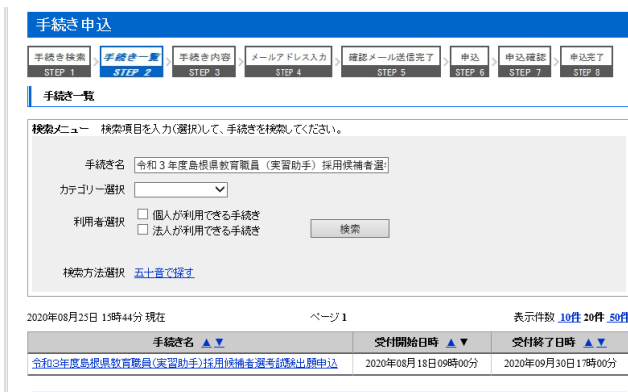 手続き申込
手続き検索 手続き一覧 手続き内容 メールアドレス入力 確認メール送信完了 申込 申込確認 申込完了
STEP 1 STEP 2 STEP 3 STEP 4 STEP 5 STEP 6 STEP 7 STEP 8
手続き一覧
検索メニュー 検索項目を入力(選択)して、手続きを検索してください。
手続き名 令和3年度島根県教育職員（実習助手）採用候補者選
カテゴリー選択
利用者選択 個人が利用できる手続き
法人が利用できる手続き
検索
検索方法選択 五十音で探す
2020年08月25日 15時44分 現在 ページ 1 表示件数 10件 20件 50件
手続き名 ▲▼ 受付開始日時 ▲▼ 受付終了日時 ▲▼
令和3年度島根県教育職員(実習助手)採用候補者選考試験出願申込 2020年08月18日09時00分 2020年09月30日17時00分